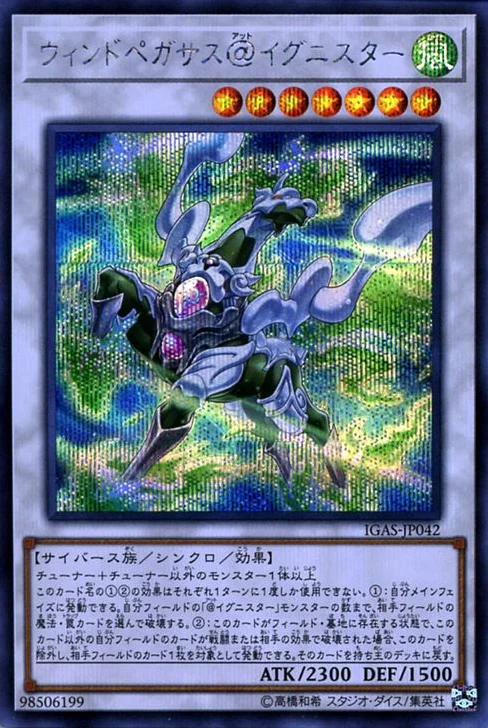 ウィンドペガサス@イグニスター
アット
風
IGAS-JP042
【サイバース族／シンクロ／効果】
チューナー＋チューナー以外のモンスター１体以上
このカード名の①②の効果はそれぞれ１ターンに１度しか使用できない。①：自分メインフェイ
ズに発動できる。自分フィールドの「＠イグニスター」モンスターの数まで、相手フィールドの
魔法・罠カードを選んで破壊する。②：このカードがフィールド・墓地に存在する状態で、この
カード以外の自分フィールドのカードが戦闘または相手の効果で破壊された場合、このカードを
除外し、相手フィールドのカード１枚を対象として発動できる。そのカードを持ち主のデッキに戻す。
ATK/2300 DEF/1500
98506199
©高橋和希 スタジオ・ダイス/集英社